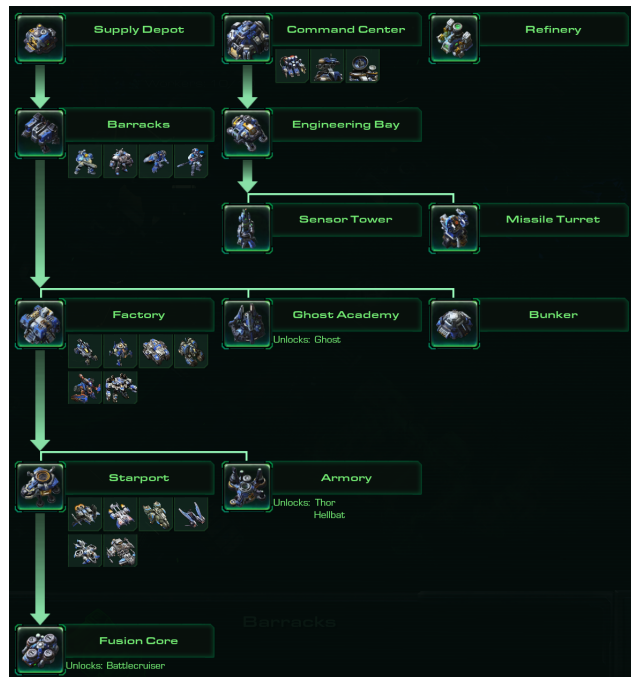 Supply Depot
Command Center
Refinery
Barracks
Engineering Bay
Sensor Tower
Missile Turret
Factory
Ghost Academy
Bunker
Unlocks: Ghost
Starport
Armory
Unlocks: Thor
Hellbat
Barracks
Fusion Core
Unlocks: Battlecruiser